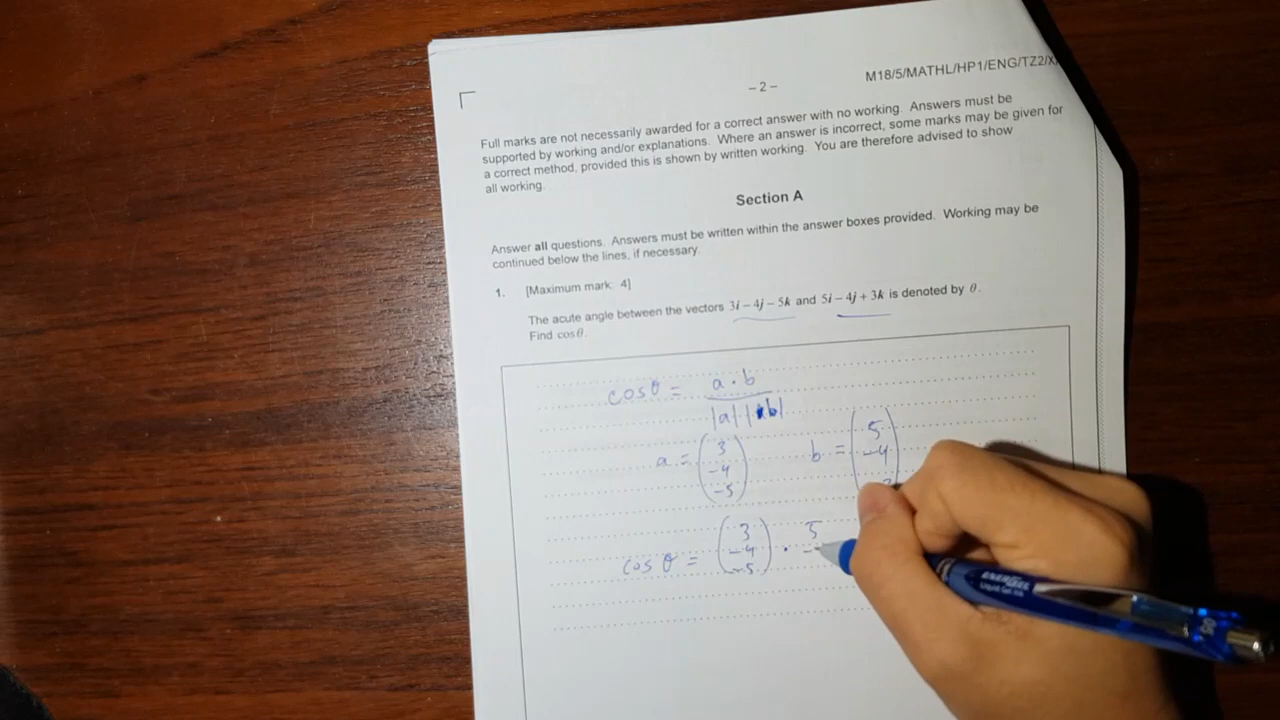 – 2 –
M18/5/MATHL/HP1/ENG/TZ2/X
Full marks are not necessarily awarded for a correct answer with no working. Answers must be
supported by working and/or explanations. Where an answer is incorrect, some marks may be given for
a correct method, provided this is shown by written working. You are therefore advised to show
all working.
Section A
Answer all questions. Answers must be written within the answer boxes provided. Working may be
continued below the lines, if necessary.
1. [Maximum mark: 4]
The acute angle between the vectors 3i – 4j – 5k and 5i – 4j + 3k is denoted by θ.
Find cos θ.
cos θ = a · b
|a| |b|
a = 3 b = 5
-4 -4
-5
cos θ = 3 · 5
-4
-5
ENERGEL
Liquid Gel Ink